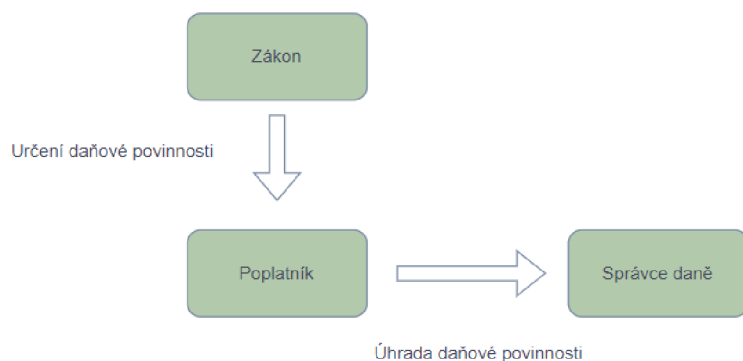 Zákon
Určení daňové povinnosti
Poplatník
Správce daně
Úhrada daňové povinnosti